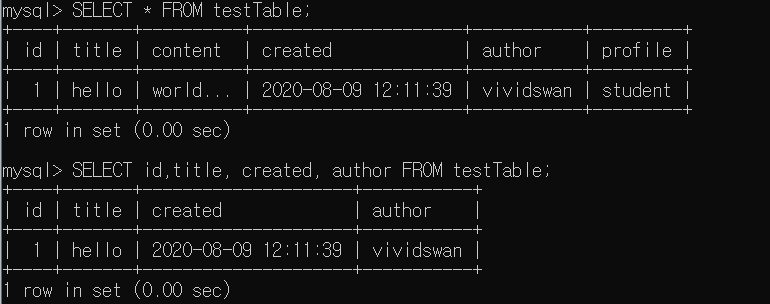 mysql> SELECT * FROM testTable;
+----+-------+----------+---------------------+-----------+---------+
| id | title | content | created | author | profile |
+----+-------+----------+---------------------+-----------+---------+
| 1 | hello | world... | 2020-08-09 12:11:39 | vividswan | student |
+----+-------+----------+---------------------+-----------+---------+
1 row in set (0.00 sec)
mysql> SELECT id,title, created, author FROM testTable;
+----+-------+---------------------+-----------+
| id | title | created | author |
+----+-------+---------------------+-----------+
| 1 | hello | 2020-08-09 12:11:39 | vividswan |
+----+-------+---------------------+-----------+
1 row in set (0.00 sec)